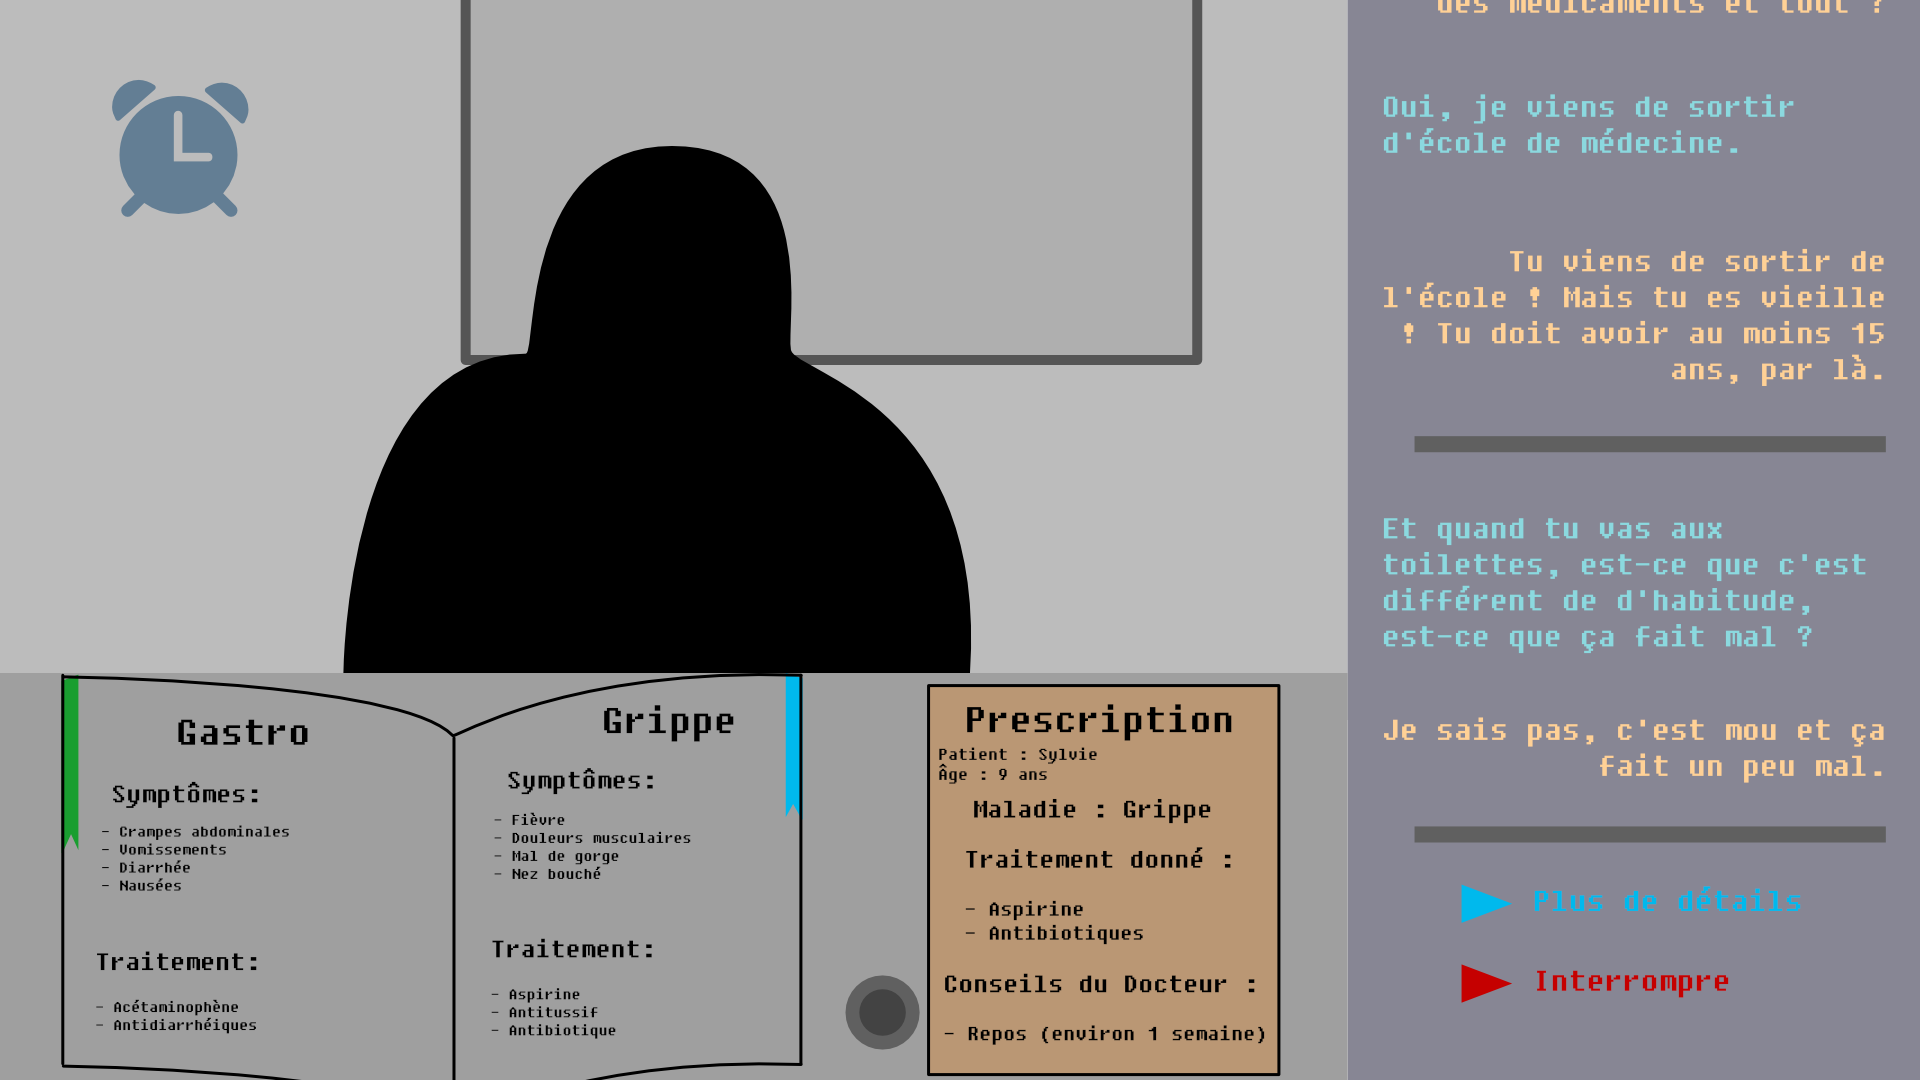 Gastro
Symptômes:
- Crampes abdominales
- Vomissements
- Diarrhée
- Nausées
Traitement:
- Acétaminophène
- Antidiarrhéiques
Grippe
Symptômes:
- Fièvre
- Douleurs musculaires
- Mal de gorge
- Nez bouché
Traitement:
- Aspirine
- Antitussif
- Antibiotique
Prescription
Patient : Sylvie
Âge : 9 ans
Maladie : Grippe
Traitement donné :
- Aspirine
- Antibiotiques
Conseils du Docteur :
- Repos (environ 1 semaine)
des médicaments et tout ?
Oui, je viens de sortir
d'école de médecine.
Tu viens de sortir de
l'école ! Mais tu es vieille
! Tu doit avoir au moins 15
ans, par là.
Et quand tu vas aux
toilettes, est-ce que c'est
différent de d'habitude,
est-ce que ça fait mal ?
Je sais pas, c'est mou et ça
fait un peu mal.
Plus de détails
Interrompre